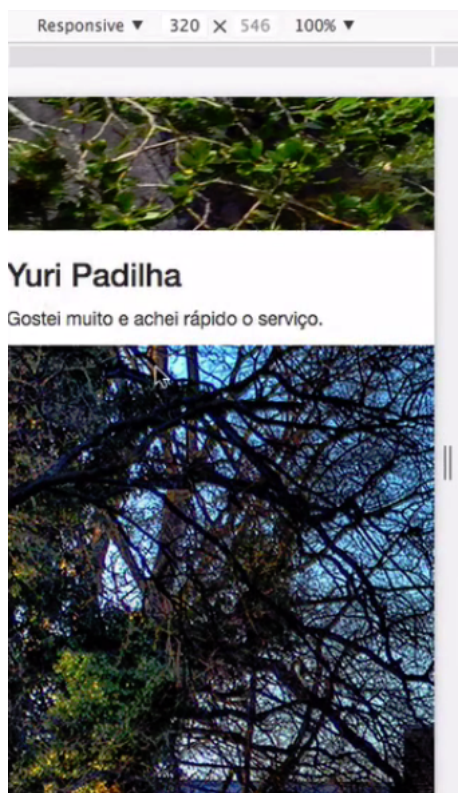 Responsive ▼ 320 × 546 100% ▼
Yuri Padilha
Gostei muito e achei rápido o serviço.